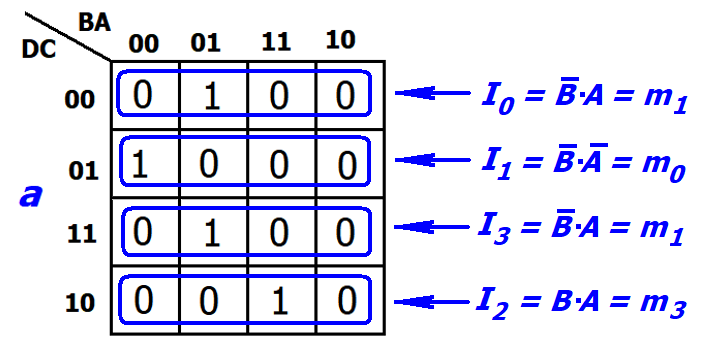 BA
DC 00 01 11 10
00 0 1 0 0 I₀ = B̅·A = m₁
01 1 0 0 0 I₁ = B̅·A̅ = m₀
a
11 0 1 0 0 I₃ = B̅·A = m₁
10 0 0 1 0 I₂ = B·A = m₃